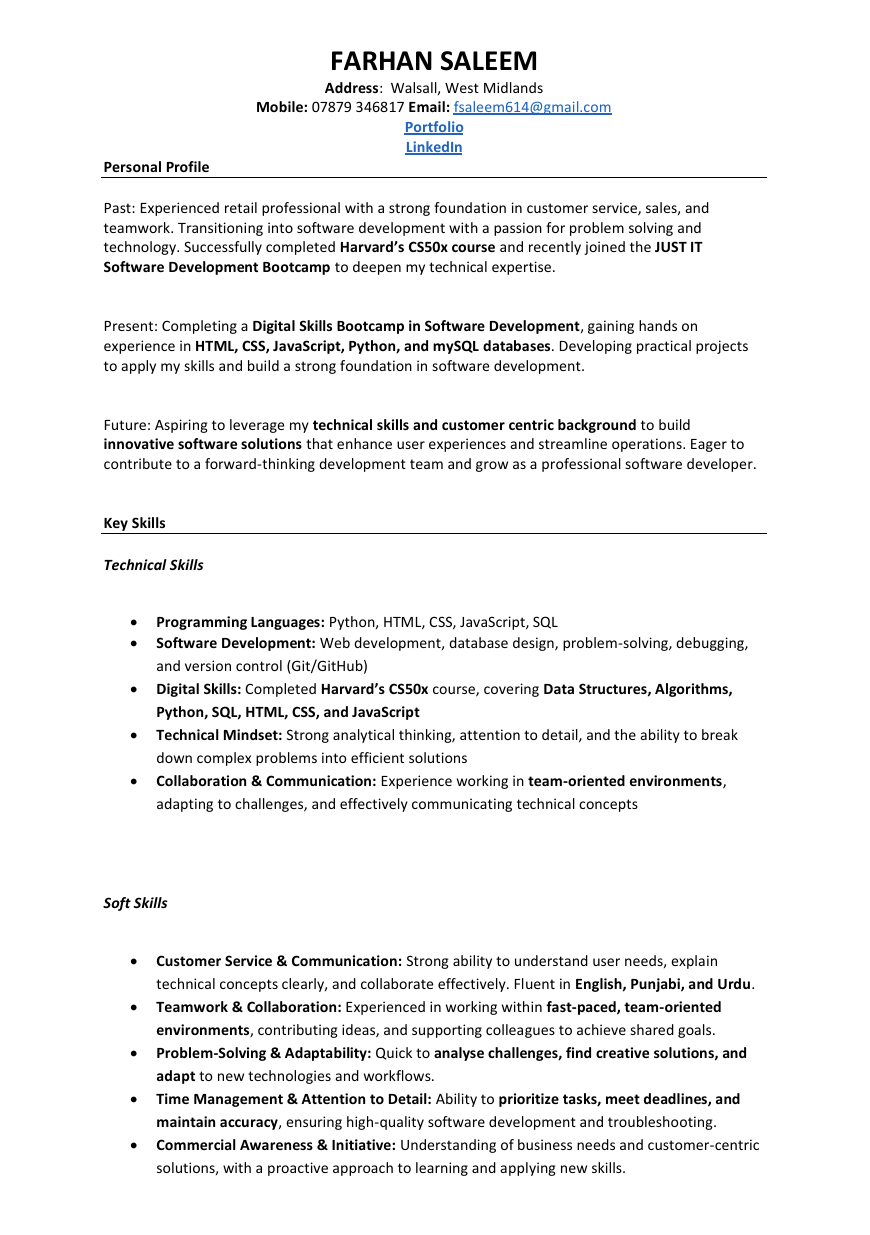 FARHAN SALEEM
Address:  Walsall, West Midlands
Mobile: 07879 346817 Email: fsaleem614@gmail.com
Portfolio
LinkedIn
Personal Profile
Past: Experienced retail professional with a strong foundation in customer service, sales, and
teamwork. Transitioning into software development with a passion for problem solving and
technology. Successfully completed Harvard’s CS50x course and recently joined the JUST IT
Software Development Bootcamp to deepen my technical expertise.
Present: Completing a Digital Skills Bootcamp in Software Development, gaining hands on
experience in HTML, CSS, JavaScript, Python, and mySQL databases. Developing practical projects
to apply my skills and build a strong foundation in software development.
Future: Aspiring to leverage my technical skills and customer centric background to build
innovative software solutions that enhance user experiences and streamline operations. Eager to
contribute to a forward-thinking development team and grow as a professional software developer.
Key Skills
Technical Skills
• Programming Languages: Python, HTML, CSS, JavaScript, SQL
• Software Development: Web development, database design, problem-solving, debugging,
and version control (Git/GitHub)
• Digital Skills: Completed Harvard’s CS50x course, covering Data Structures, Algorithms,
Python, SQL, HTML, CSS, and JavaScript
• Technical Mindset: Strong analytical thinking, attention to detail, and the ability to break
down complex problems into efficient solutions
• Collaboration & Communication: Experience working in team-oriented environments,
adapting to challenges, and effectively communicating technical concepts
Soft Skills
• Customer Service & Communication: Strong ability to understand user needs, explain
technical concepts clearly, and collaborate effectively. Fluent in English, Punjabi, and Urdu.
• Teamwork & Collaboration: Experienced in working within fast-paced, team-oriented
environments, contributing ideas, and supporting colleagues to achieve shared goals.
• Problem-Solving & Adaptability: Quick to analyse challenges, find creative solutions, and
adapt to new technologies and workflows.
• Time Management & Attention to Detail: Ability to prioritize tasks, meet deadlines, and
maintain accuracy, ensuring high-quality software development and troubleshooting.
• Commercial Awareness & Initiative: Understanding of business needs and customer-centric
solutions, with a proactive approach to learning and applying new skills.